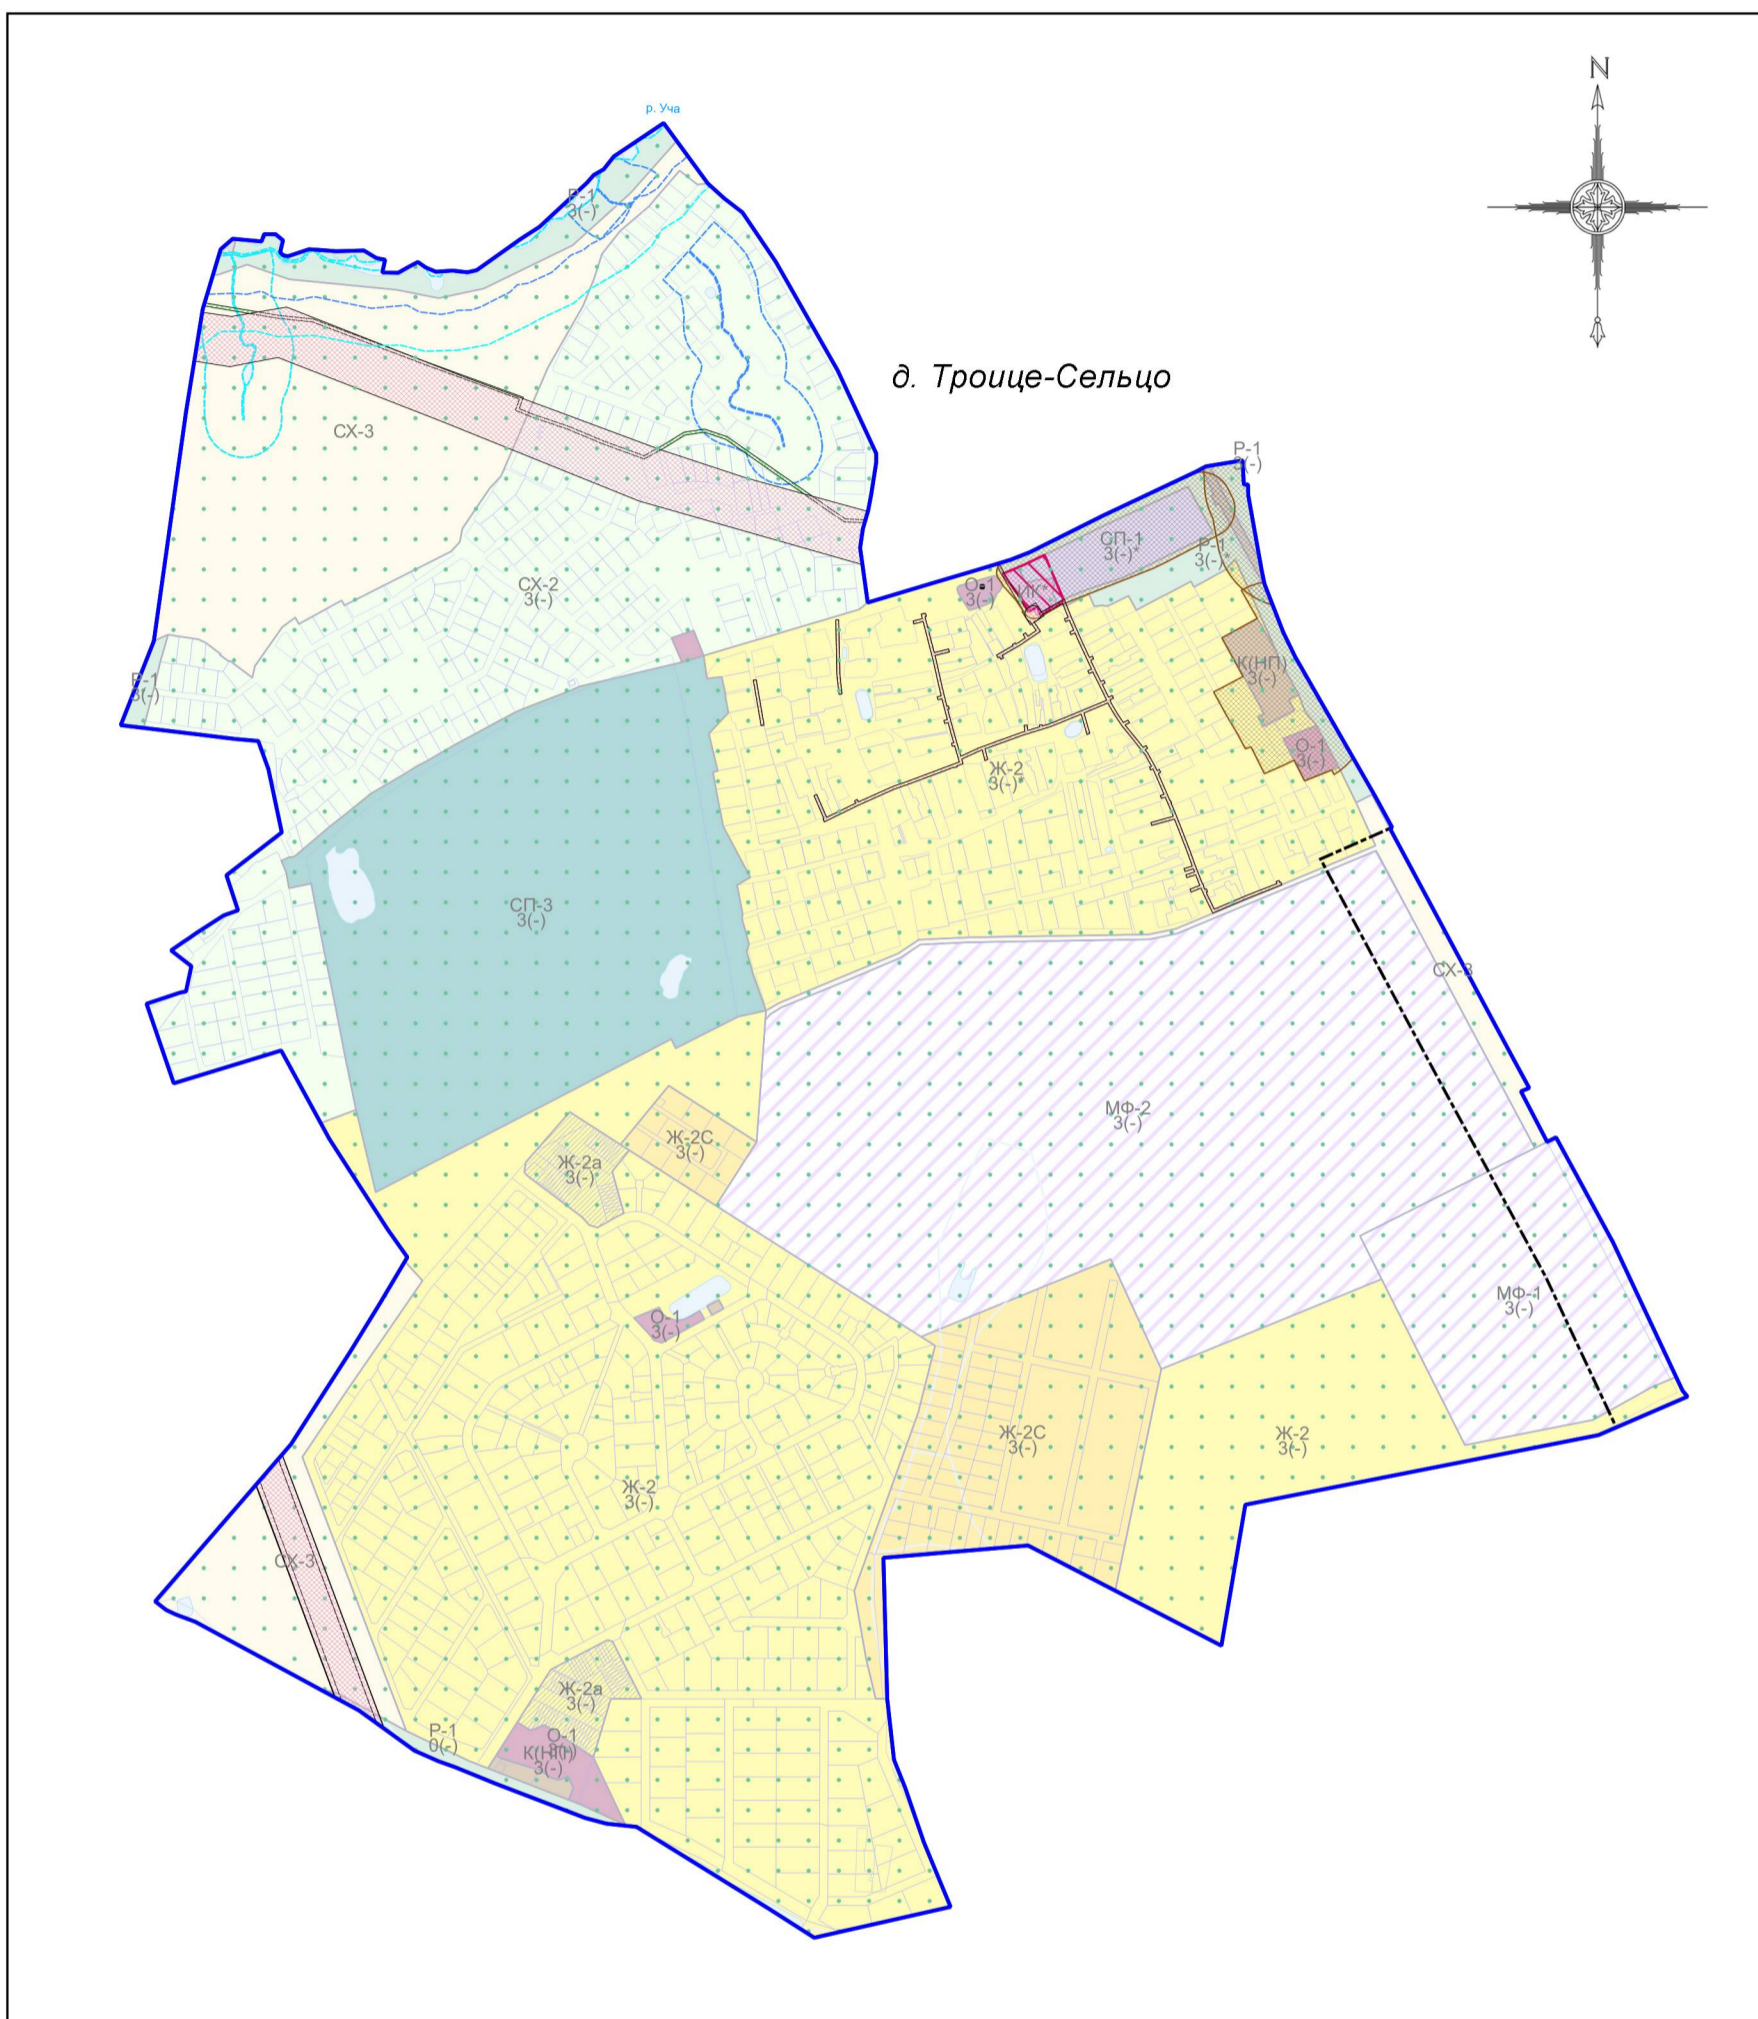 N
р. Уча
Р-1
3(-)
д. Троице-Сельцо
СХ-3
Р-1
3(-)
СП-1
3(-)*
Р-1
3(-)*
СХ-2
3(-)
О-1
3(-)
ИК*
К(НП)
3(-)
Р-1
3(-)
О-1
3(-)
Ж-2
3(-)*
СП-3
3(-)
СХ-3
МФ-2
3(-)
Ж-2С
3(-)
Ж-2а
3(-)
МФ-1
3(-)
О-1
3(-)
Ж-2С
3(-)
Ж-2
3(-)
Ж-2
3(-)
СХ-3
Ж-2а
3(-)
Р-1
0(-)
О-1
3(-)
К(НП)
3(-)